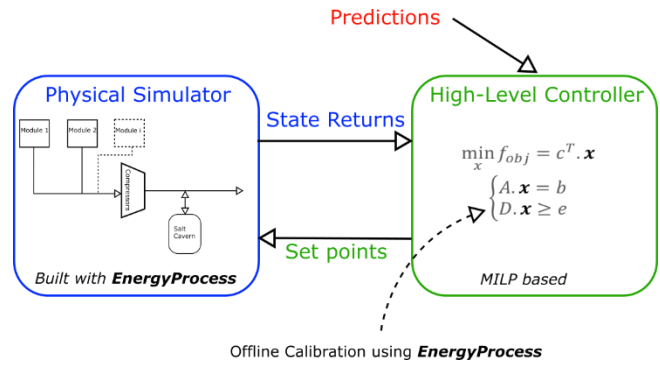 Predictions
Physical Simulator
Module 1
Module 2
Module i
Compressors
Salt
Cavern
Built with EnergyProcess
State Returns
Set points
High-Level Controller
min f_obj = c^T . x
x
{A. x = b
D. x ≥ e
MILP based
Offline Calibration using EnergyProcess